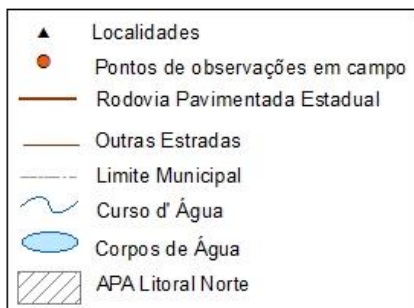 Localidades
Pontos de observações em campo
Rodovia Pavimentada Estadual
Outras Estradas
Limite Municipal
Curso d' Água
Corpos de Água
APA Litoral Norte